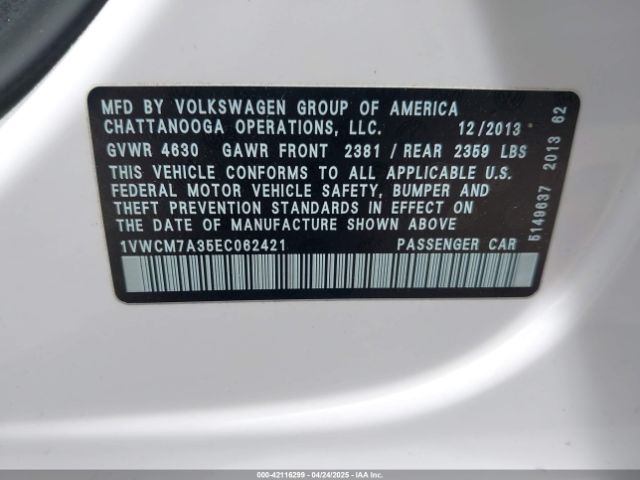 MFD BY VOLKSWAGEN GROUP OF AMERICA
CHATTANOOGA OPERATIONS, LLC. 12/2013
GVWR 4630 GAWR FRONT 2381 / REAR 2359 LBS
THIS VEHICLE CONFORMS TO ALL APPLICABLE U.S.
FEDERAL MOTOR VEHICLE SAFETY, BUMPER AND
THEFT PREVENTION STANDARDS IN EFFECT ON
THE DATE OF MANUFACTURE SHOWN ABOVE
1VWCM7A35EC062421 PASSENGER CAR
5149637 2013 62
000-42116299 - 04/24/2025 - IAAI.COM